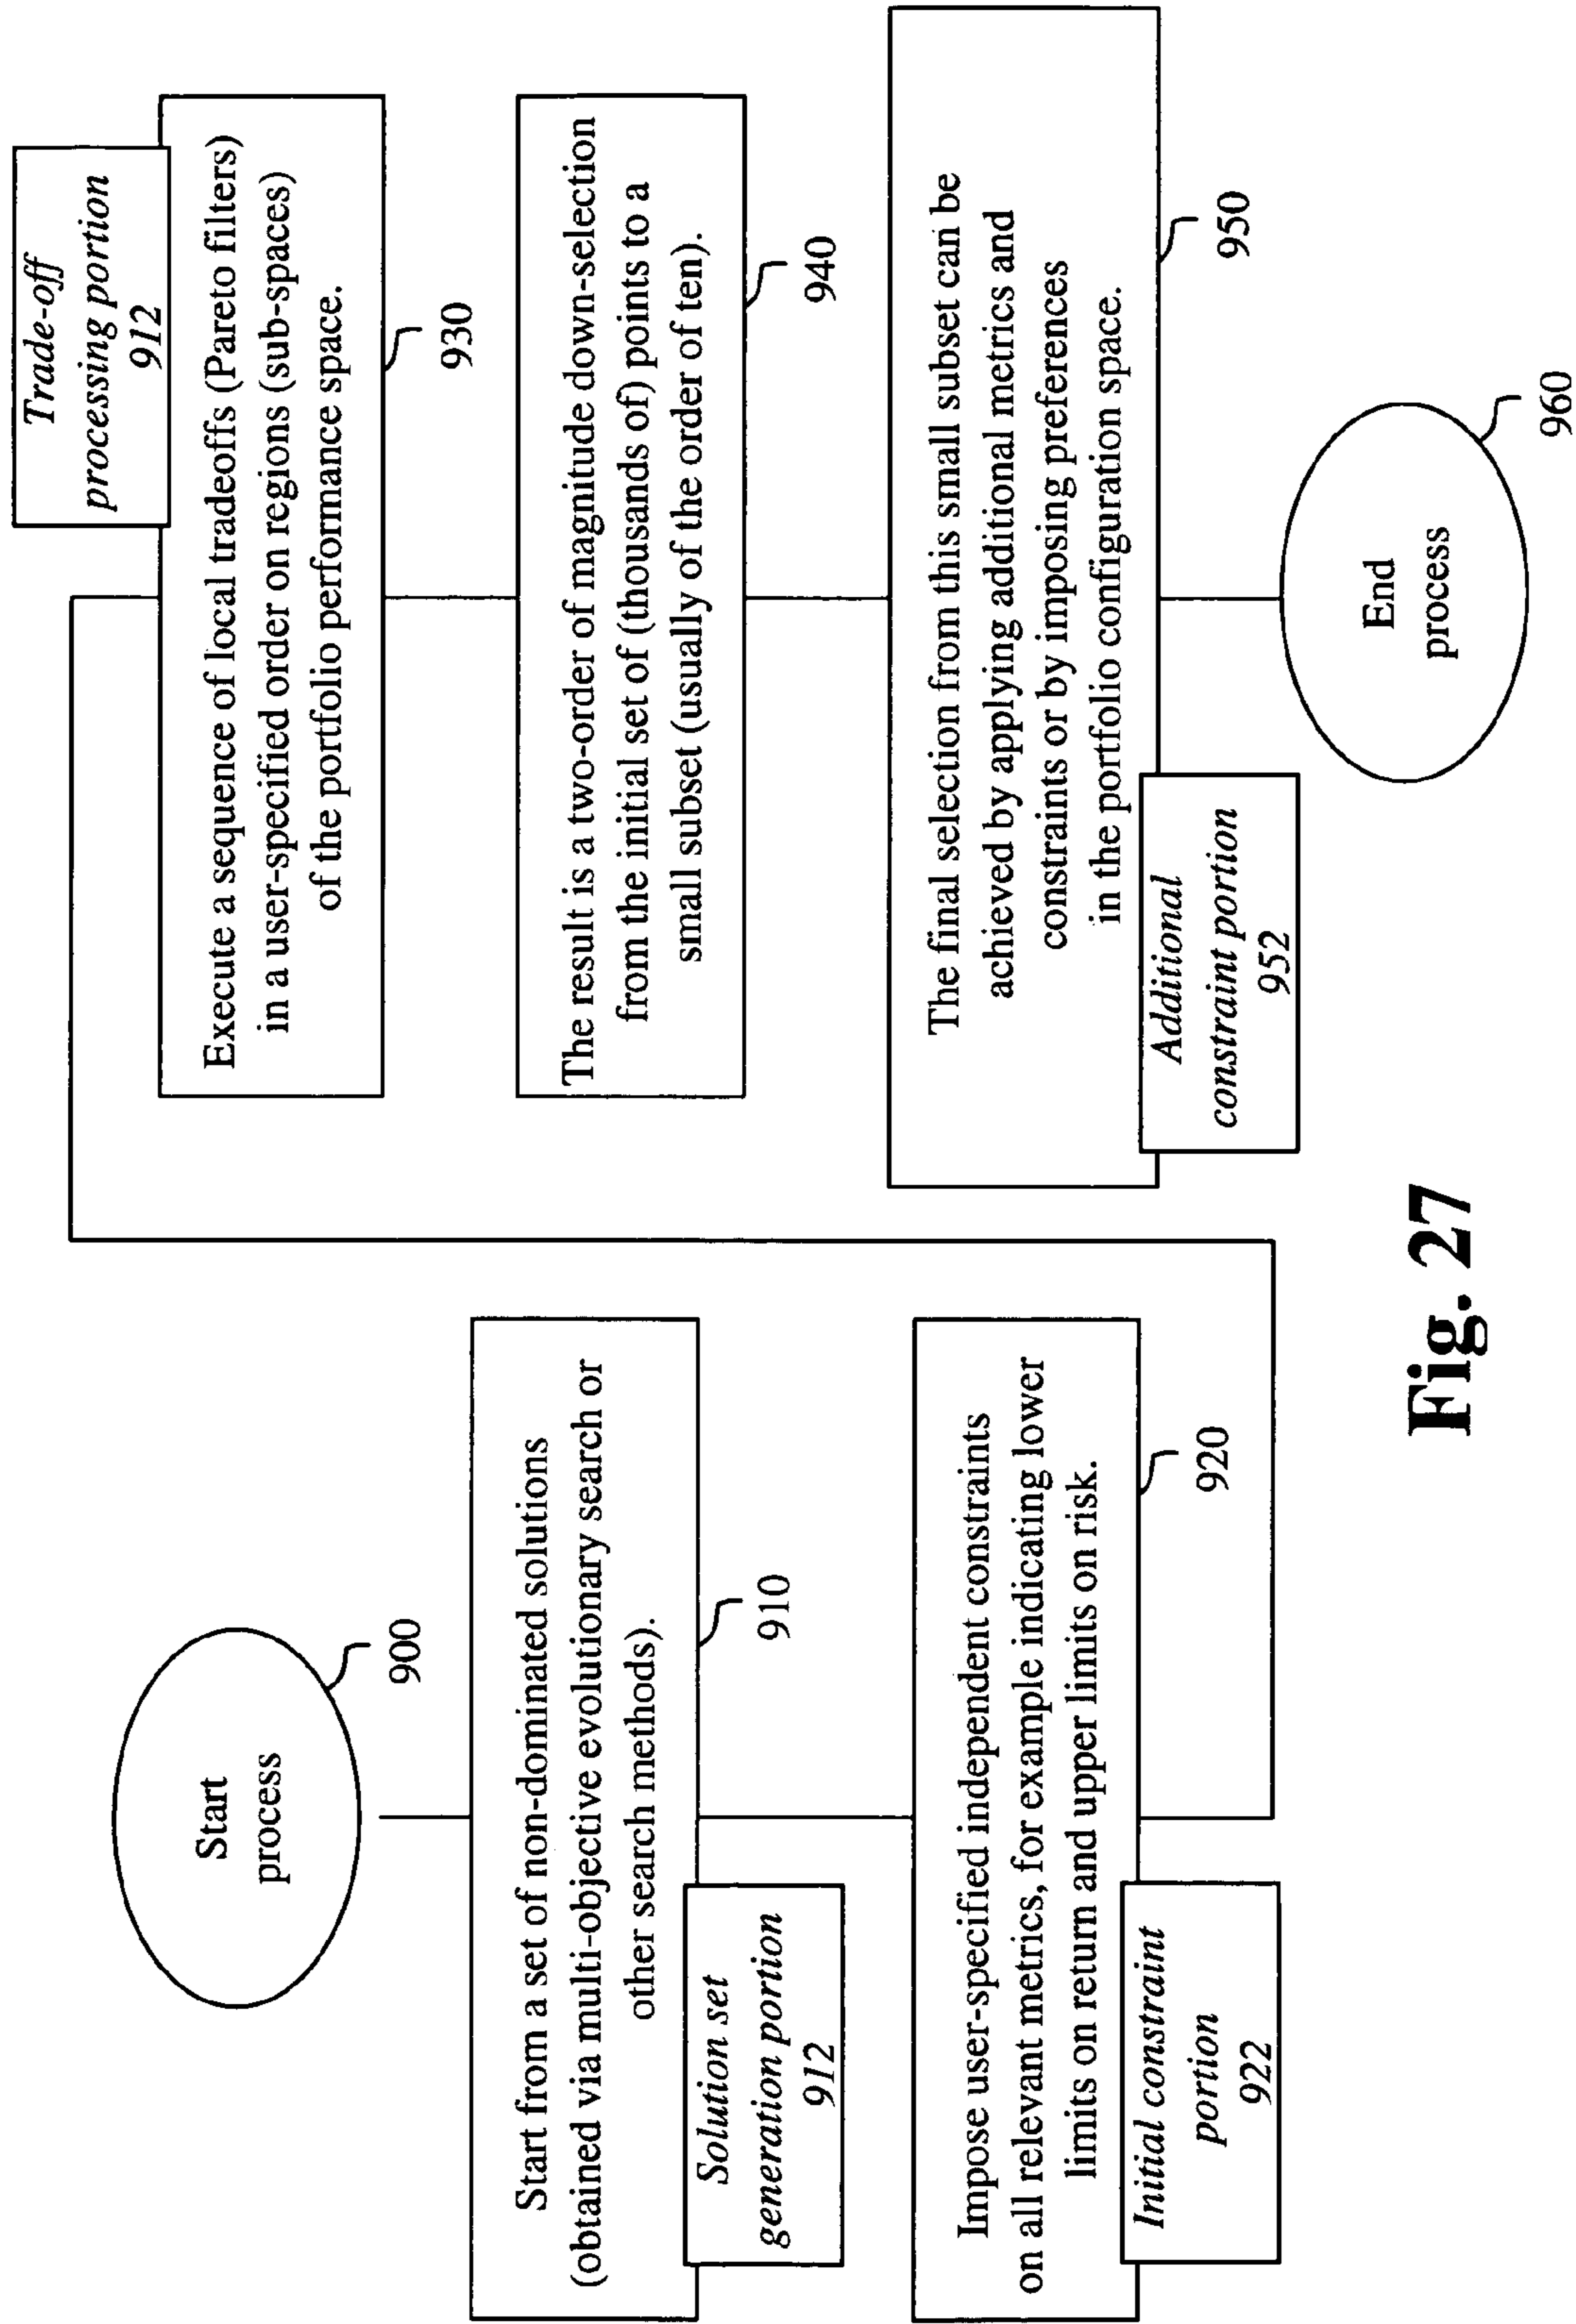 Start
process
900
Start from a set of non-dominated solutions
(obtained via multi-objective evolutionary search or
other search methods).
910
Solution set
generation portion
912
Impose user-specified independent constraints
on all relevant metrics, for example indicating lower
limits on return and upper limits on risk.
920
Initial constraint
portion
922
Trade-off
processing portion
912
Execute a sequence of local tradeoffs (Pareto filters)
in a user-specified order on regions (sub-spaces)
of the portfolio performance space.
930
The result is a two-order of magnitude down-selection
from the initial set of (thousands of) points to a
small subset (usually of the order of ten).
940
The final selection from this small subset can be
achieved by applying additional metrics and
constraints or by imposing preferences
in the portfolio configuration space.
950
Additional
constraint portion
952
End
process
960
Fig. 27